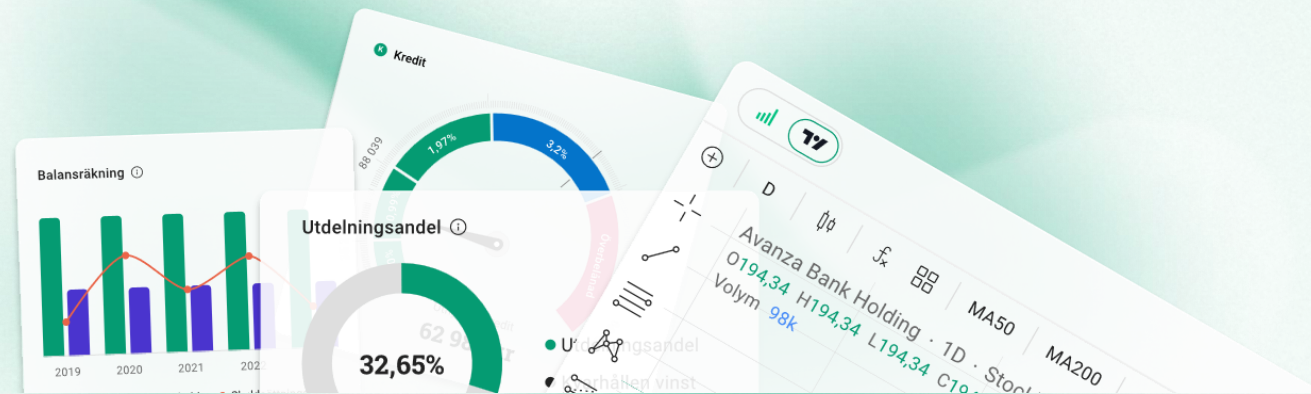 K Kredit
88 039
1,97%
3,2%
Överbelånad
Balansräkning
2019
2020
2021
Utdelningsandel
32,65%
D
MA50
MA200
Avanza Bank Holding · 1D ·
O194,34 H194,34 L194,34
Volym 98k